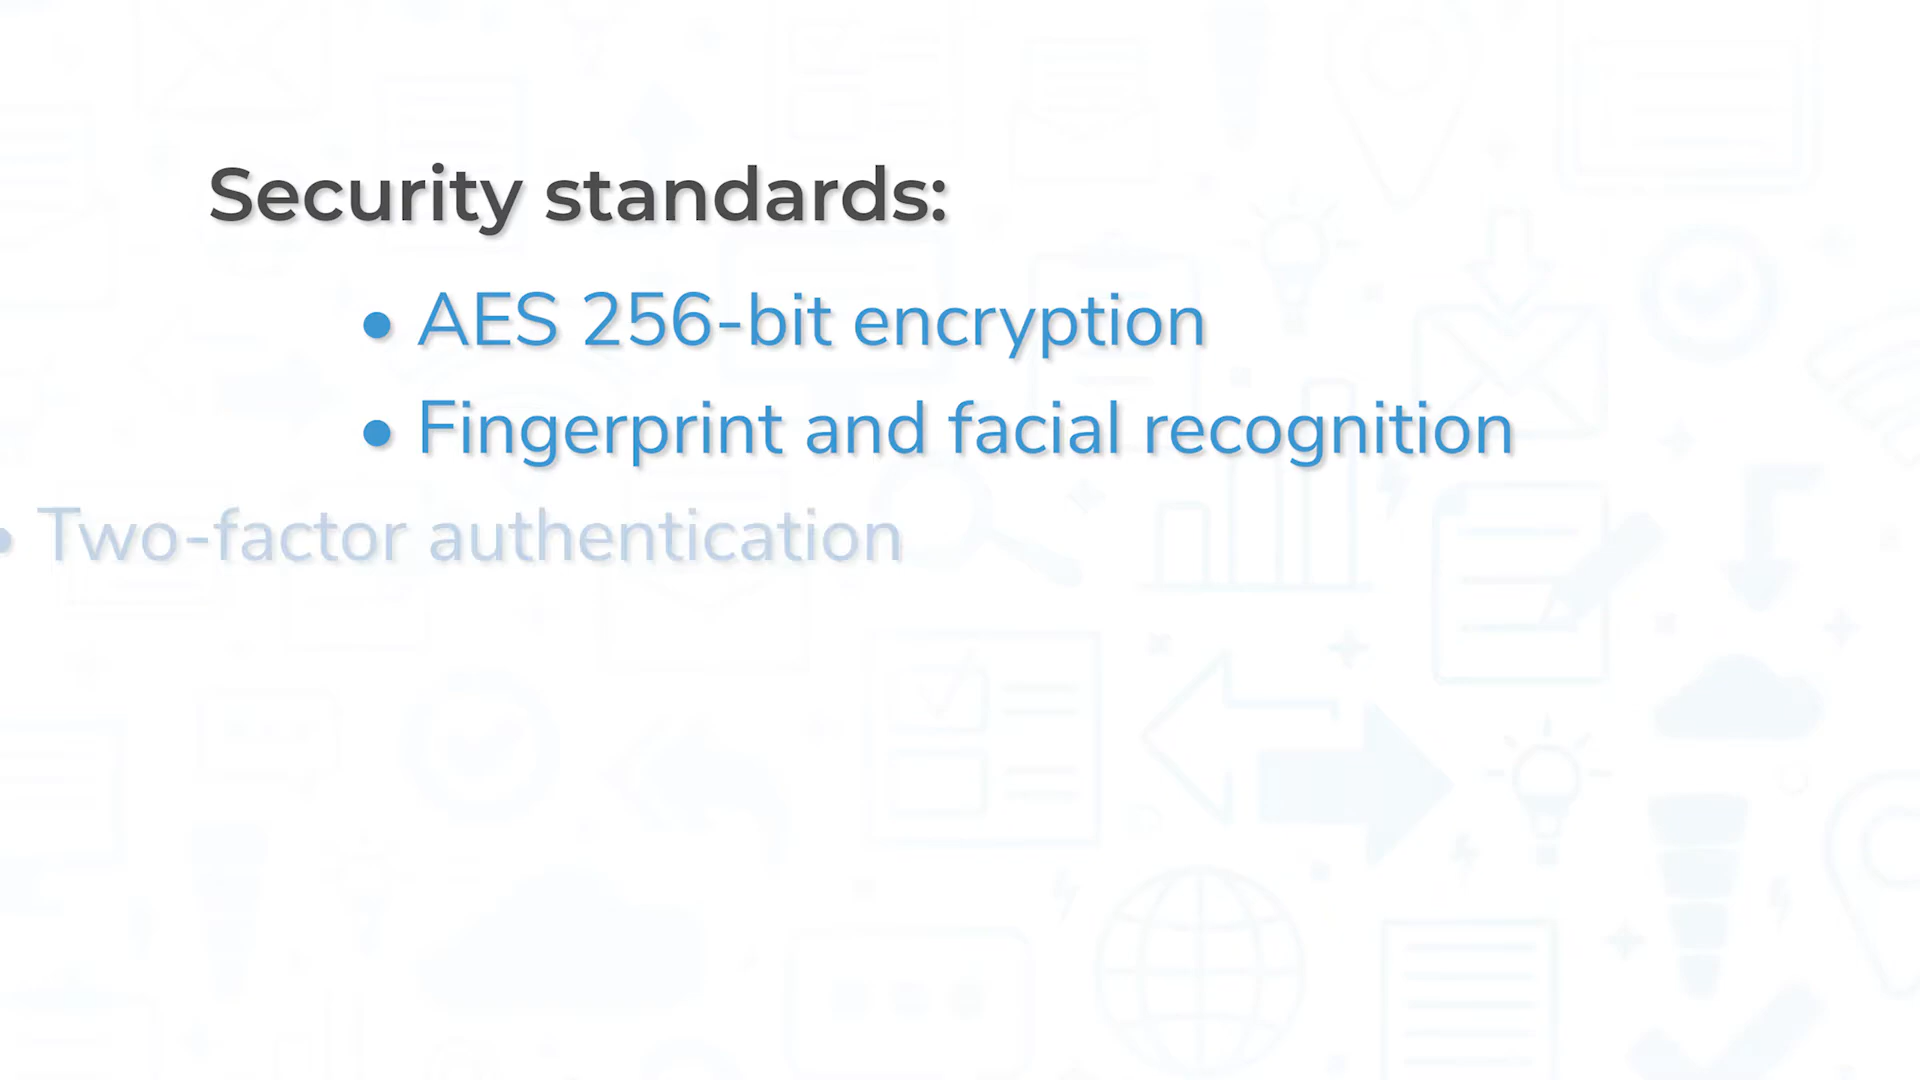 Security standards:
• AES 256-bit encryption
• Fingerprint and facial recognition
• Two-factor authentication